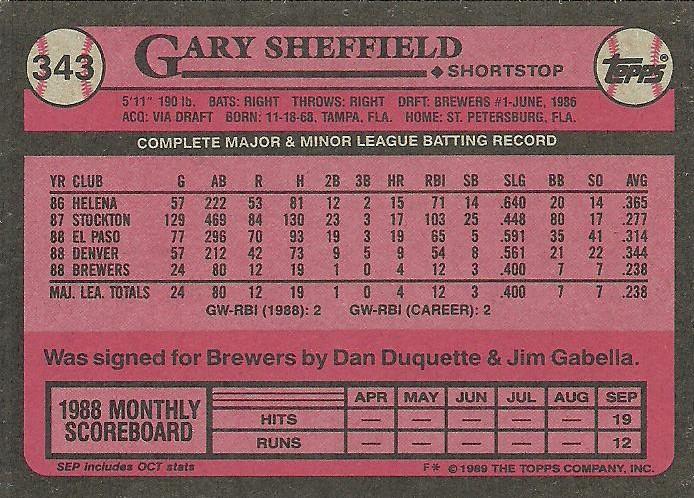 343
GARY SHEFFIELD
◆ SHORTSTOP
TOPPS®
5'11" 190 lb. BATS: RIGHT THROWS: RIGHT DRFT: BREWERS #1-JUNE, 1986
ACQ: VIA DRAFT BORN: 11-18-68, TAMPA, FLA. HOME: ST. PETERSBURG, FLA.
COMPLETE MAJOR & MINOR LEAGUE BATTING RECORD
YR CLUB G AB R H 2B 3B HR RBI SB SLG BB SO AVG
86 HELENA 57 222 53 81 12 2 15 71 14 .640 20 14 .365
87 STOCKTON 129 469 84 130 23 3 17 103 25 .448 80 17 .277
88 EL PASO 77 296 70 93 19 3 19 65 5 .591 35 41 .314
88 DENVER 57 212 42 73 9 5 9 54 8 .561 21 22 .344
88 BREWERS 24 80 12 19 1 0 4 12 3 .400 7 7 .238
MAJ. LEA. TOTALS 24 80 12 19 1 0 4 12 3 .400 7 7 .238
GW-RBI (1988): 2 GW-RBI (CAREER): 2
Was signed for Brewers by Dan Duquette & Jim Gabella.
1988 MONTHLY
SCOREBOARD
APR MAY JUN JUL AUG SEP
HITS — — — — — 19
RUNS — — — — — 12
SEP includes OCT stats
F* © 1989 THE TOPPS COMPANY, INC.